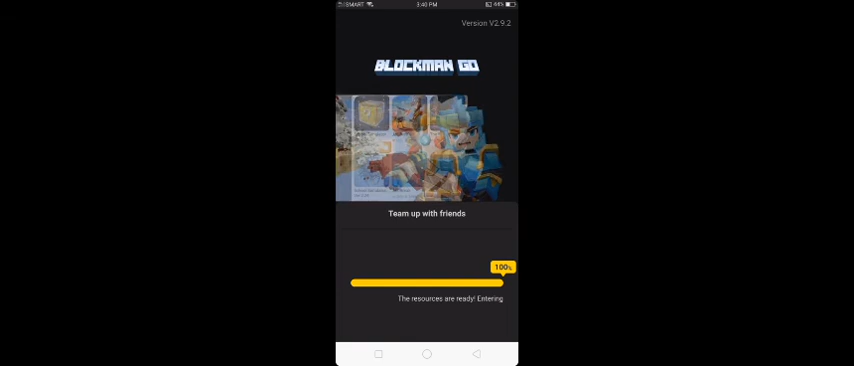 SMART 3:40 PM 44%
Version V2.9.2
BLOCKMAN GO
Team up with friends
100%
The resources are ready! Entering